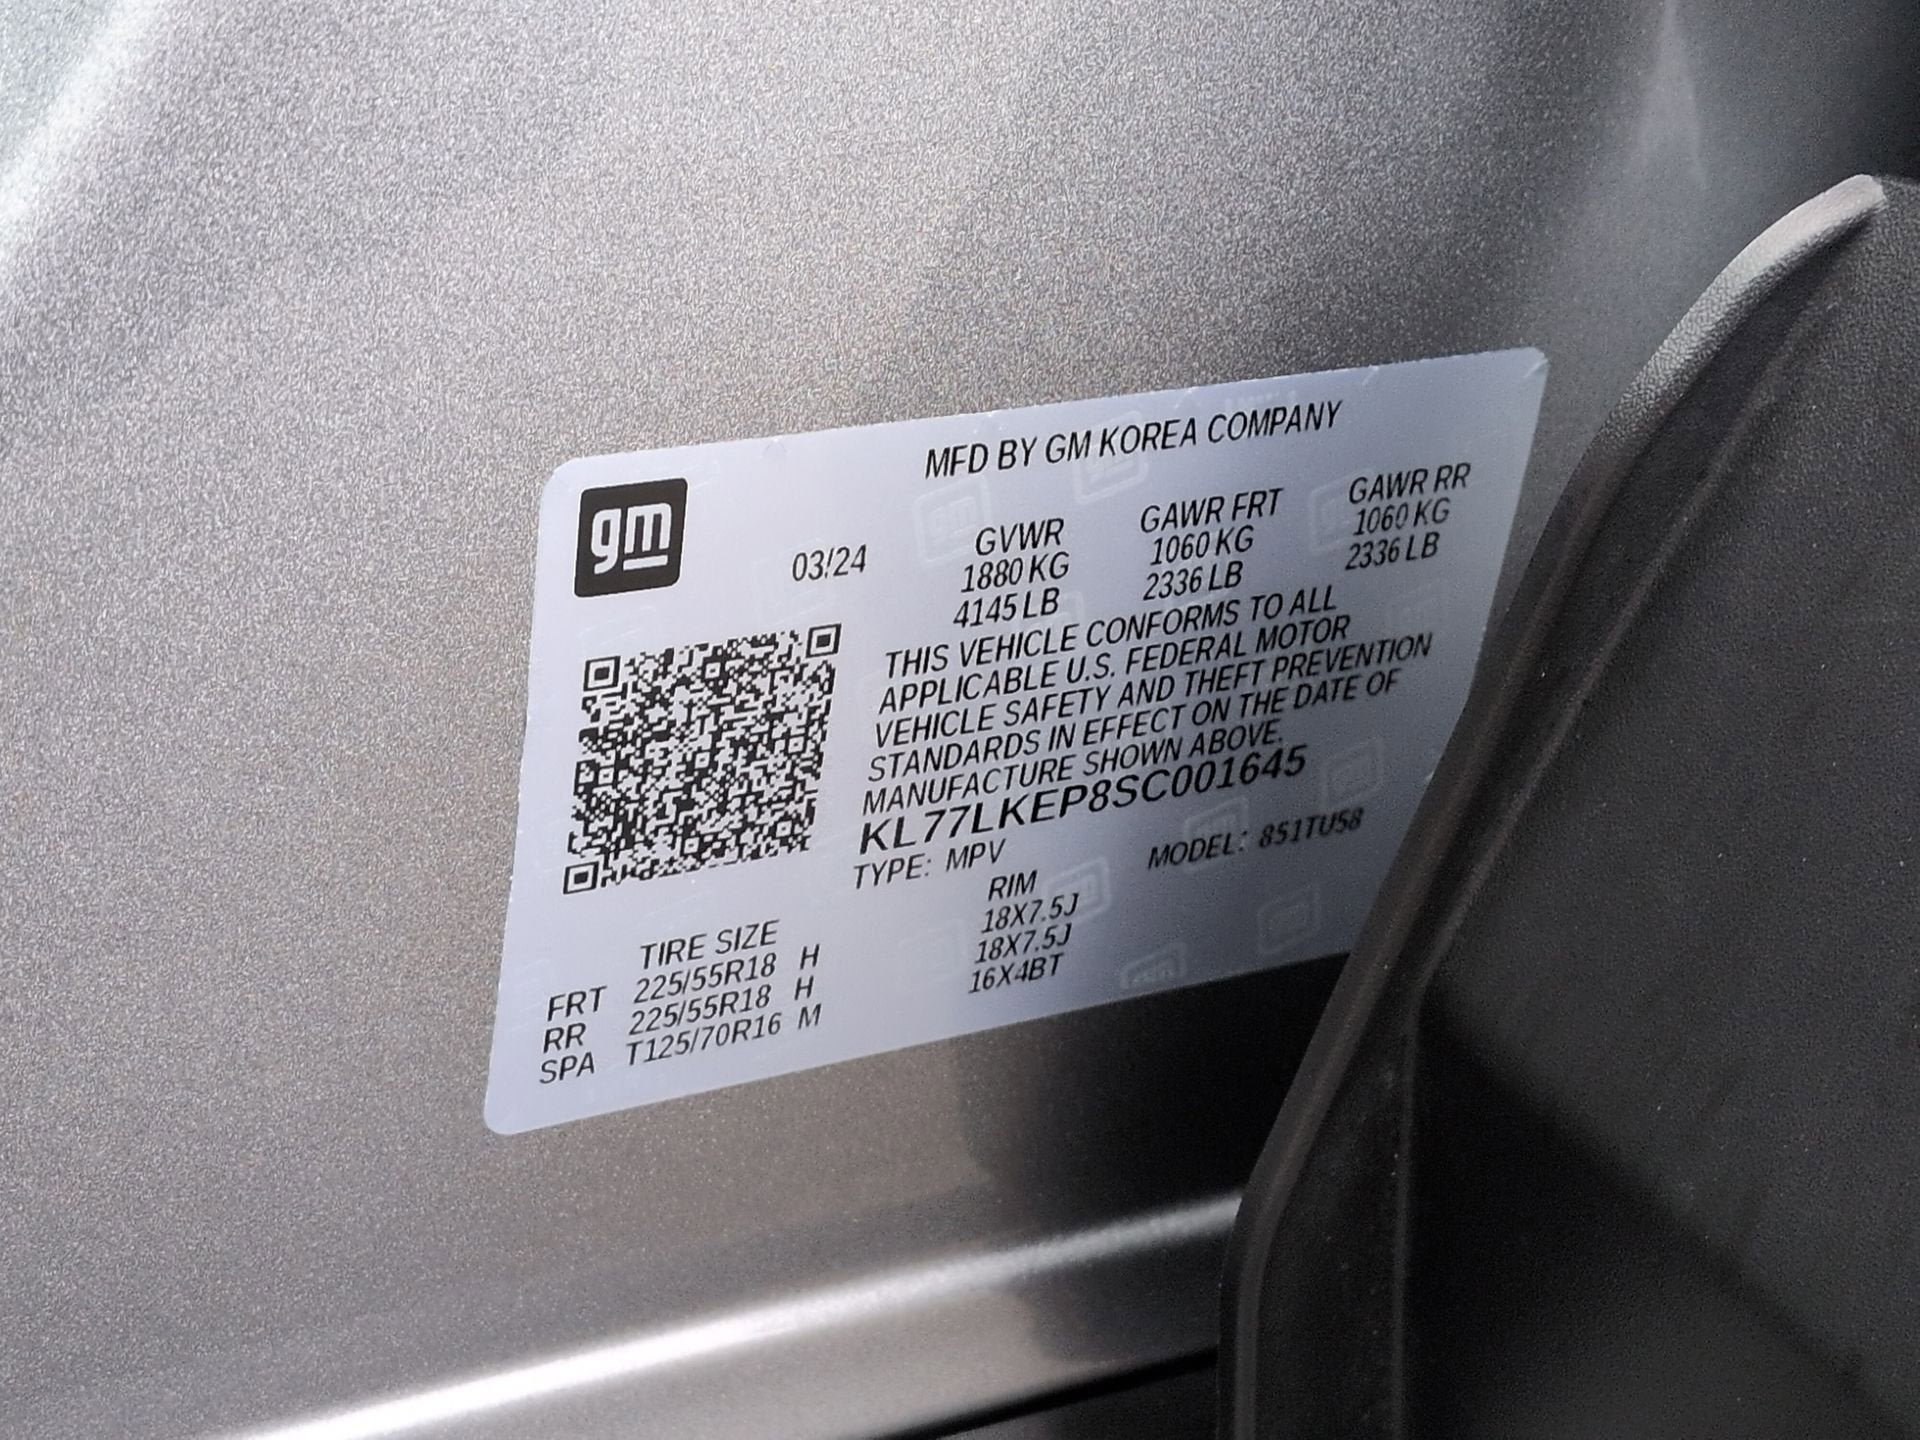 gm
MFD BY GM KOREA COMPANY
03/24
GVWR GAWR FRT GAWR RR
1880 KG 1060 KG 1060 KG
4145 LB 2336 LB 2336 LB
THIS VEHICLE CONFORMS TO ALL
APPLICABLE U.S. FEDERAL MOTOR
VEHICLE SAFETY AND THEFT PREVENTION
STANDARDS IN EFFECT ON THE DATE OF
MANUFACTURE SHOWN ABOVE.
KL77LKEP8SC001645
TYPE: MPV MODEL: 851TU58
TIRE SIZE RIM
FRT 225/55R18 H 18X7.5J
RR 225/55R18 H 18X7.5J
SPA T125/70R16 M 16X4BT